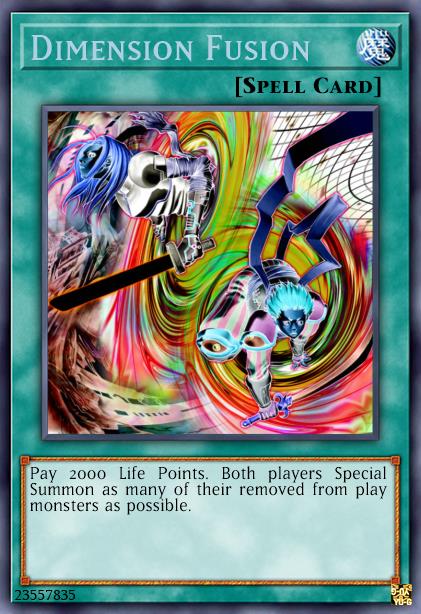 DIMENSION FUSION
魔
[SPELL CARD]
Pay 2000 Life Points. Both players Special
Summon as many of their removed from play
monsters as possible.
23557835